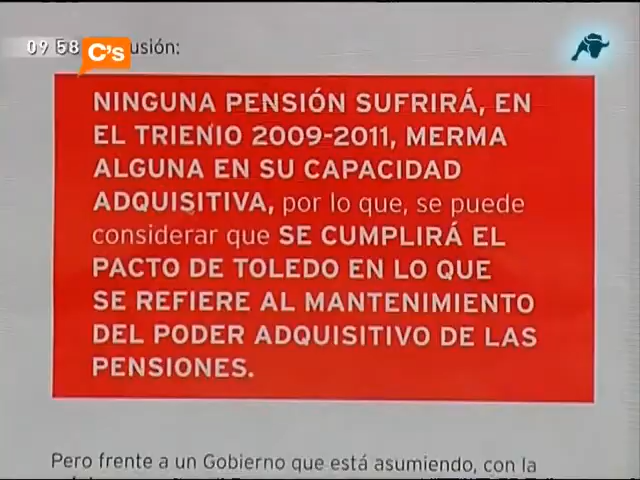 09:58
C's
usión:
NINGUNA PENSIÓN SUFRIRÁ, EN
EL TRIENIO 2009-2011, MERMA
ALGUNA EN SU CAPACIDAD
ADQUISITIVA, por lo que, se puede
considerar que SE CUMPLIRÁ EL
PACTO DE TOLEDO EN LO QUE
SE REFIERE AL MANTENIMIENTO
DEL PODER ADQUISITIVO DE LAS
PENSIONES.
Pero frente a un Gobierno que está asumiendo, con la